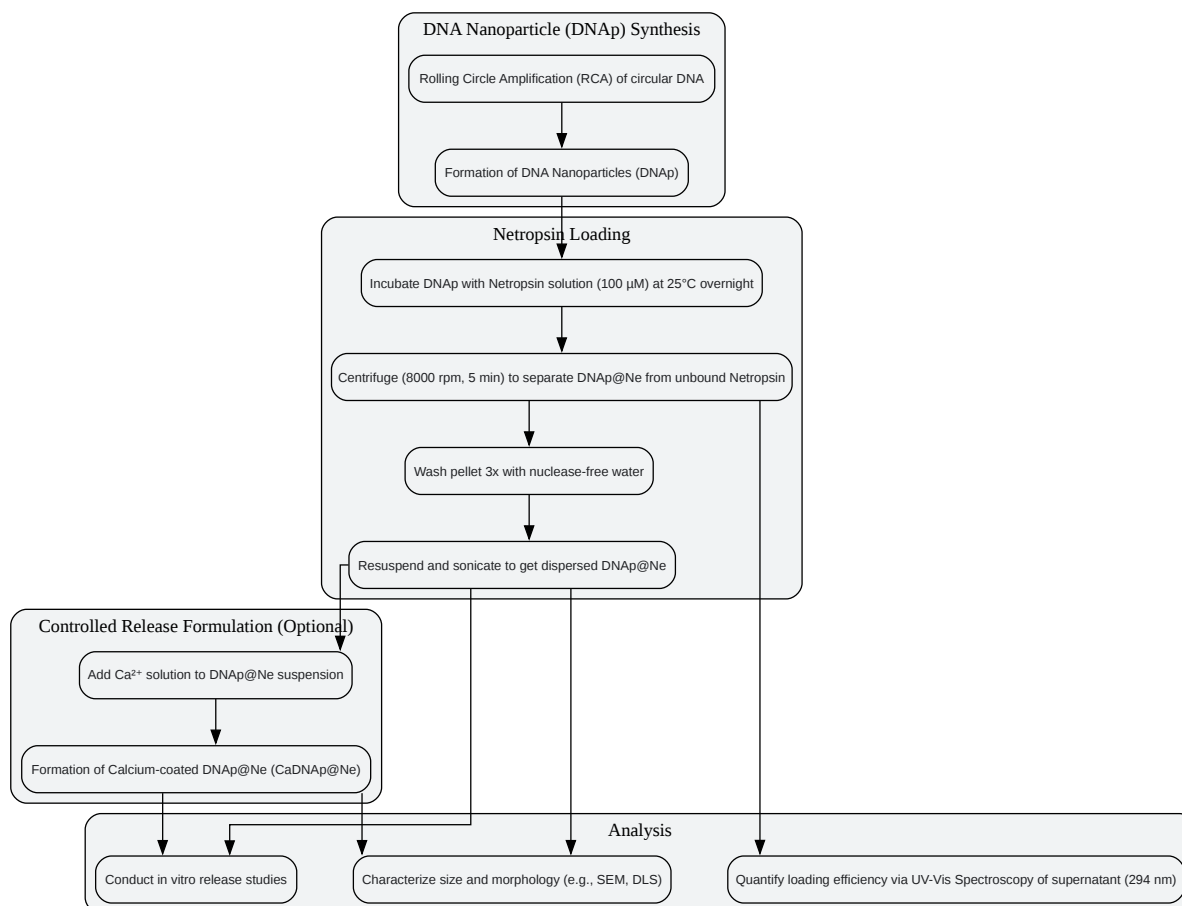 DNA Nanoparticle (DNAp) Synthesis
Rolling Circle Amplification (RCA) of circular DNA
Formation of DNA Nanoparticles (DNAp)
Netropsin Loading
Incubate DNAp with Netropsin solution (100 µM) at 25°C overnight
Centrifuge (8000 rpm, 5 min) to separate DNAp@Ne from unbound Netropsin
Wash pellet 3x with nuclease-free water
Resuspend and sonicate to get dispersed DNAp@Ne
Controlled Release Formulation (Optional)
Add Ca²⁺ solution to DNAp@Ne suspension
Formation of Calcium-coated DNAp@Ne (CaDNAp@Ne)
Analysis
Conduct in vitro release studies
Characterize size and morphology (e.g., SEM, DLS)
Quantify loading efficiency via UV-Vis Spectroscopy of supernatant (294 nm)